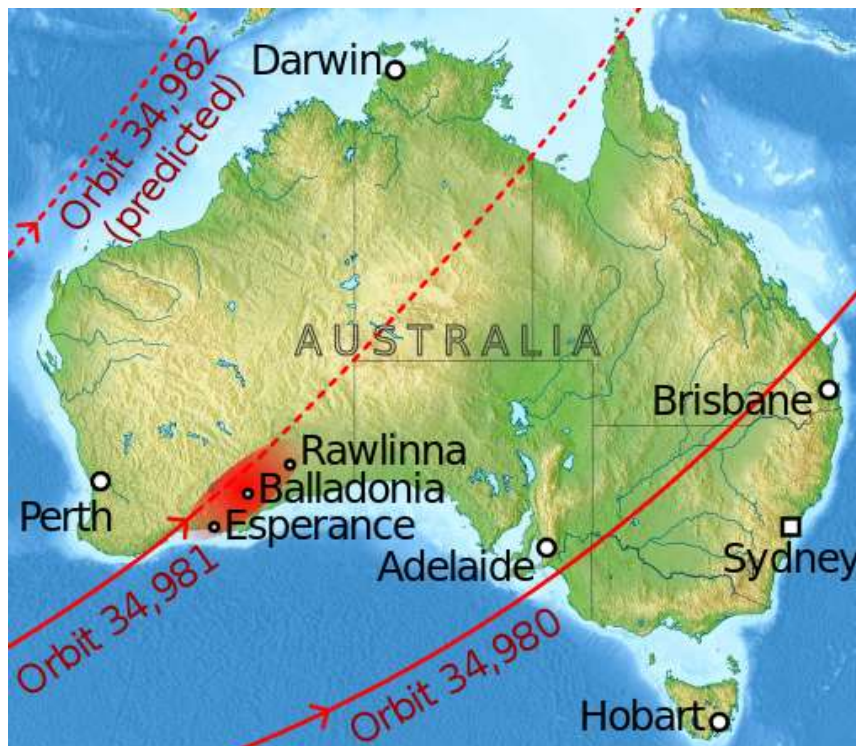 Darwin
Orbit 34,982
(predicted)
AUSTRALIA
Brisbane
Rawlinna
Balladonia
Perth
Esperance
Adelaide
Sydney
Orbit 34,981
Orbit 34,980
Hobart